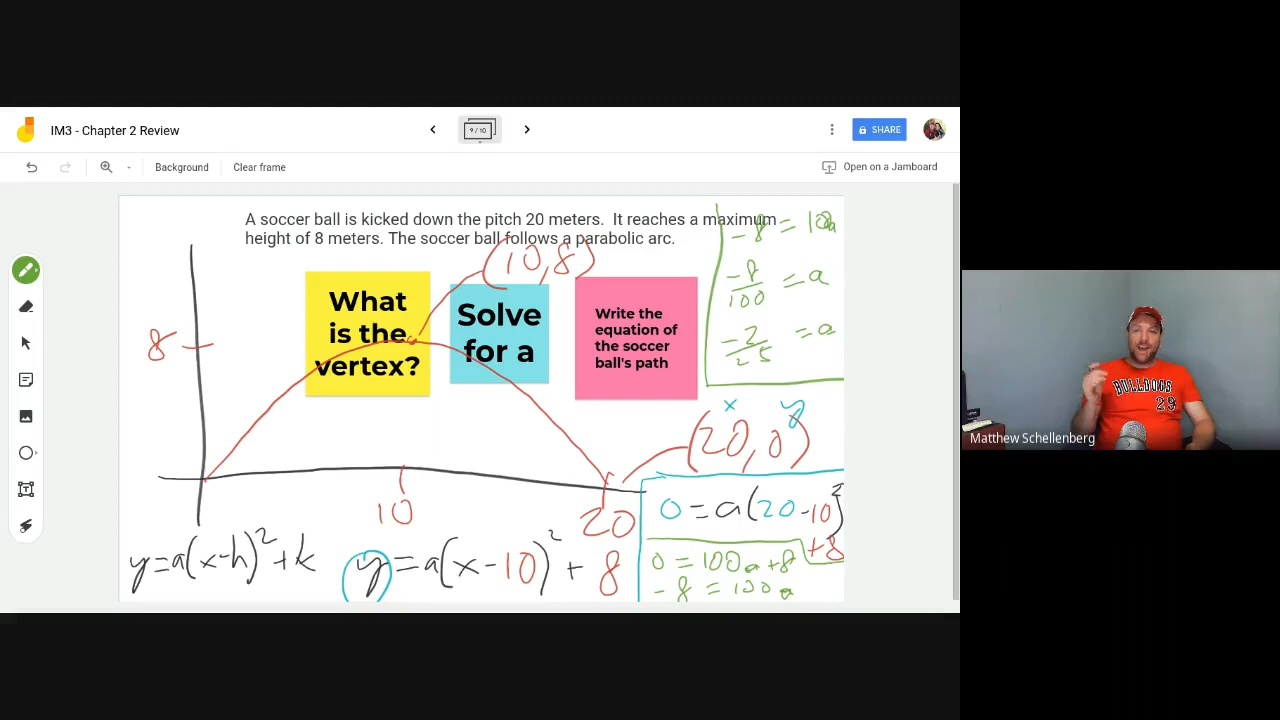 IM3 - Chapter 2 Review
9 / 10
SHARE
Background
Clear frame
Open on a Jamboard
A soccer ball is kicked down the pitch 20 meters. It reaches a maximum
height of 8 meters. The soccer ball follows a parabolic arc.
(10,8)
What
is the
vertex?
Solve
for a
Write the
equation of
the soccer
ball's path
-8 = 100a
-8/100 = a
-2/25 = a
8
x y
(20,0)
10
20
0 = a(20-10)²
+8
0 = 100a+8
-8 = 100a
y=a(x-h)²+k
y=a(x-10)²+8
BULLDOGS
23
Matthew Schellenberg